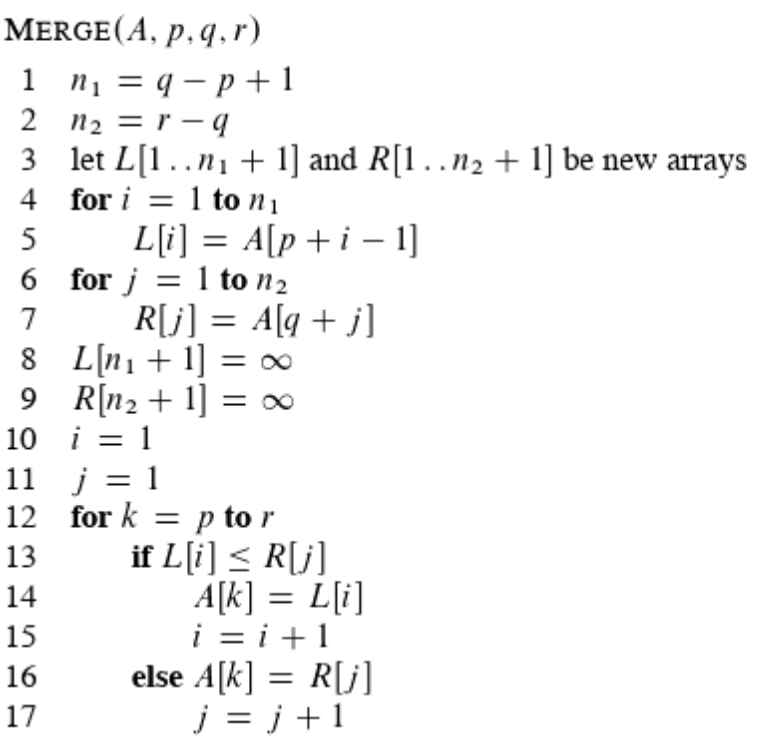 MERGE(A, p, q, r)
1 n₁ = q − p + 1
2 n₂ = r − q
3 let L[1 . . n₁ + 1] and R[1 . . n₂ + 1] be new arrays
4 for i = 1 to n₁
5 L[i] = A[p + i − 1]
6 for j = 1 to n₂
7 R[j] = A[q + j]
8 L[n₁ + 1] = ∞
9 R[n₂ + 1] = ∞
10 i = 1
11 j = 1
12 for k = p to r
13 if L[i] ≤ R[j]
14 A[k] = L[i]
15 i = i + 1
16 else A[k] = R[j]
17 j = j + 1